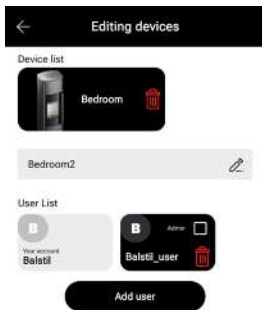 Editing devices
Device list
Bedroom
Bedroom2
User List
B
Your account
Balstil
B
Admin
Balstil_user
Add user